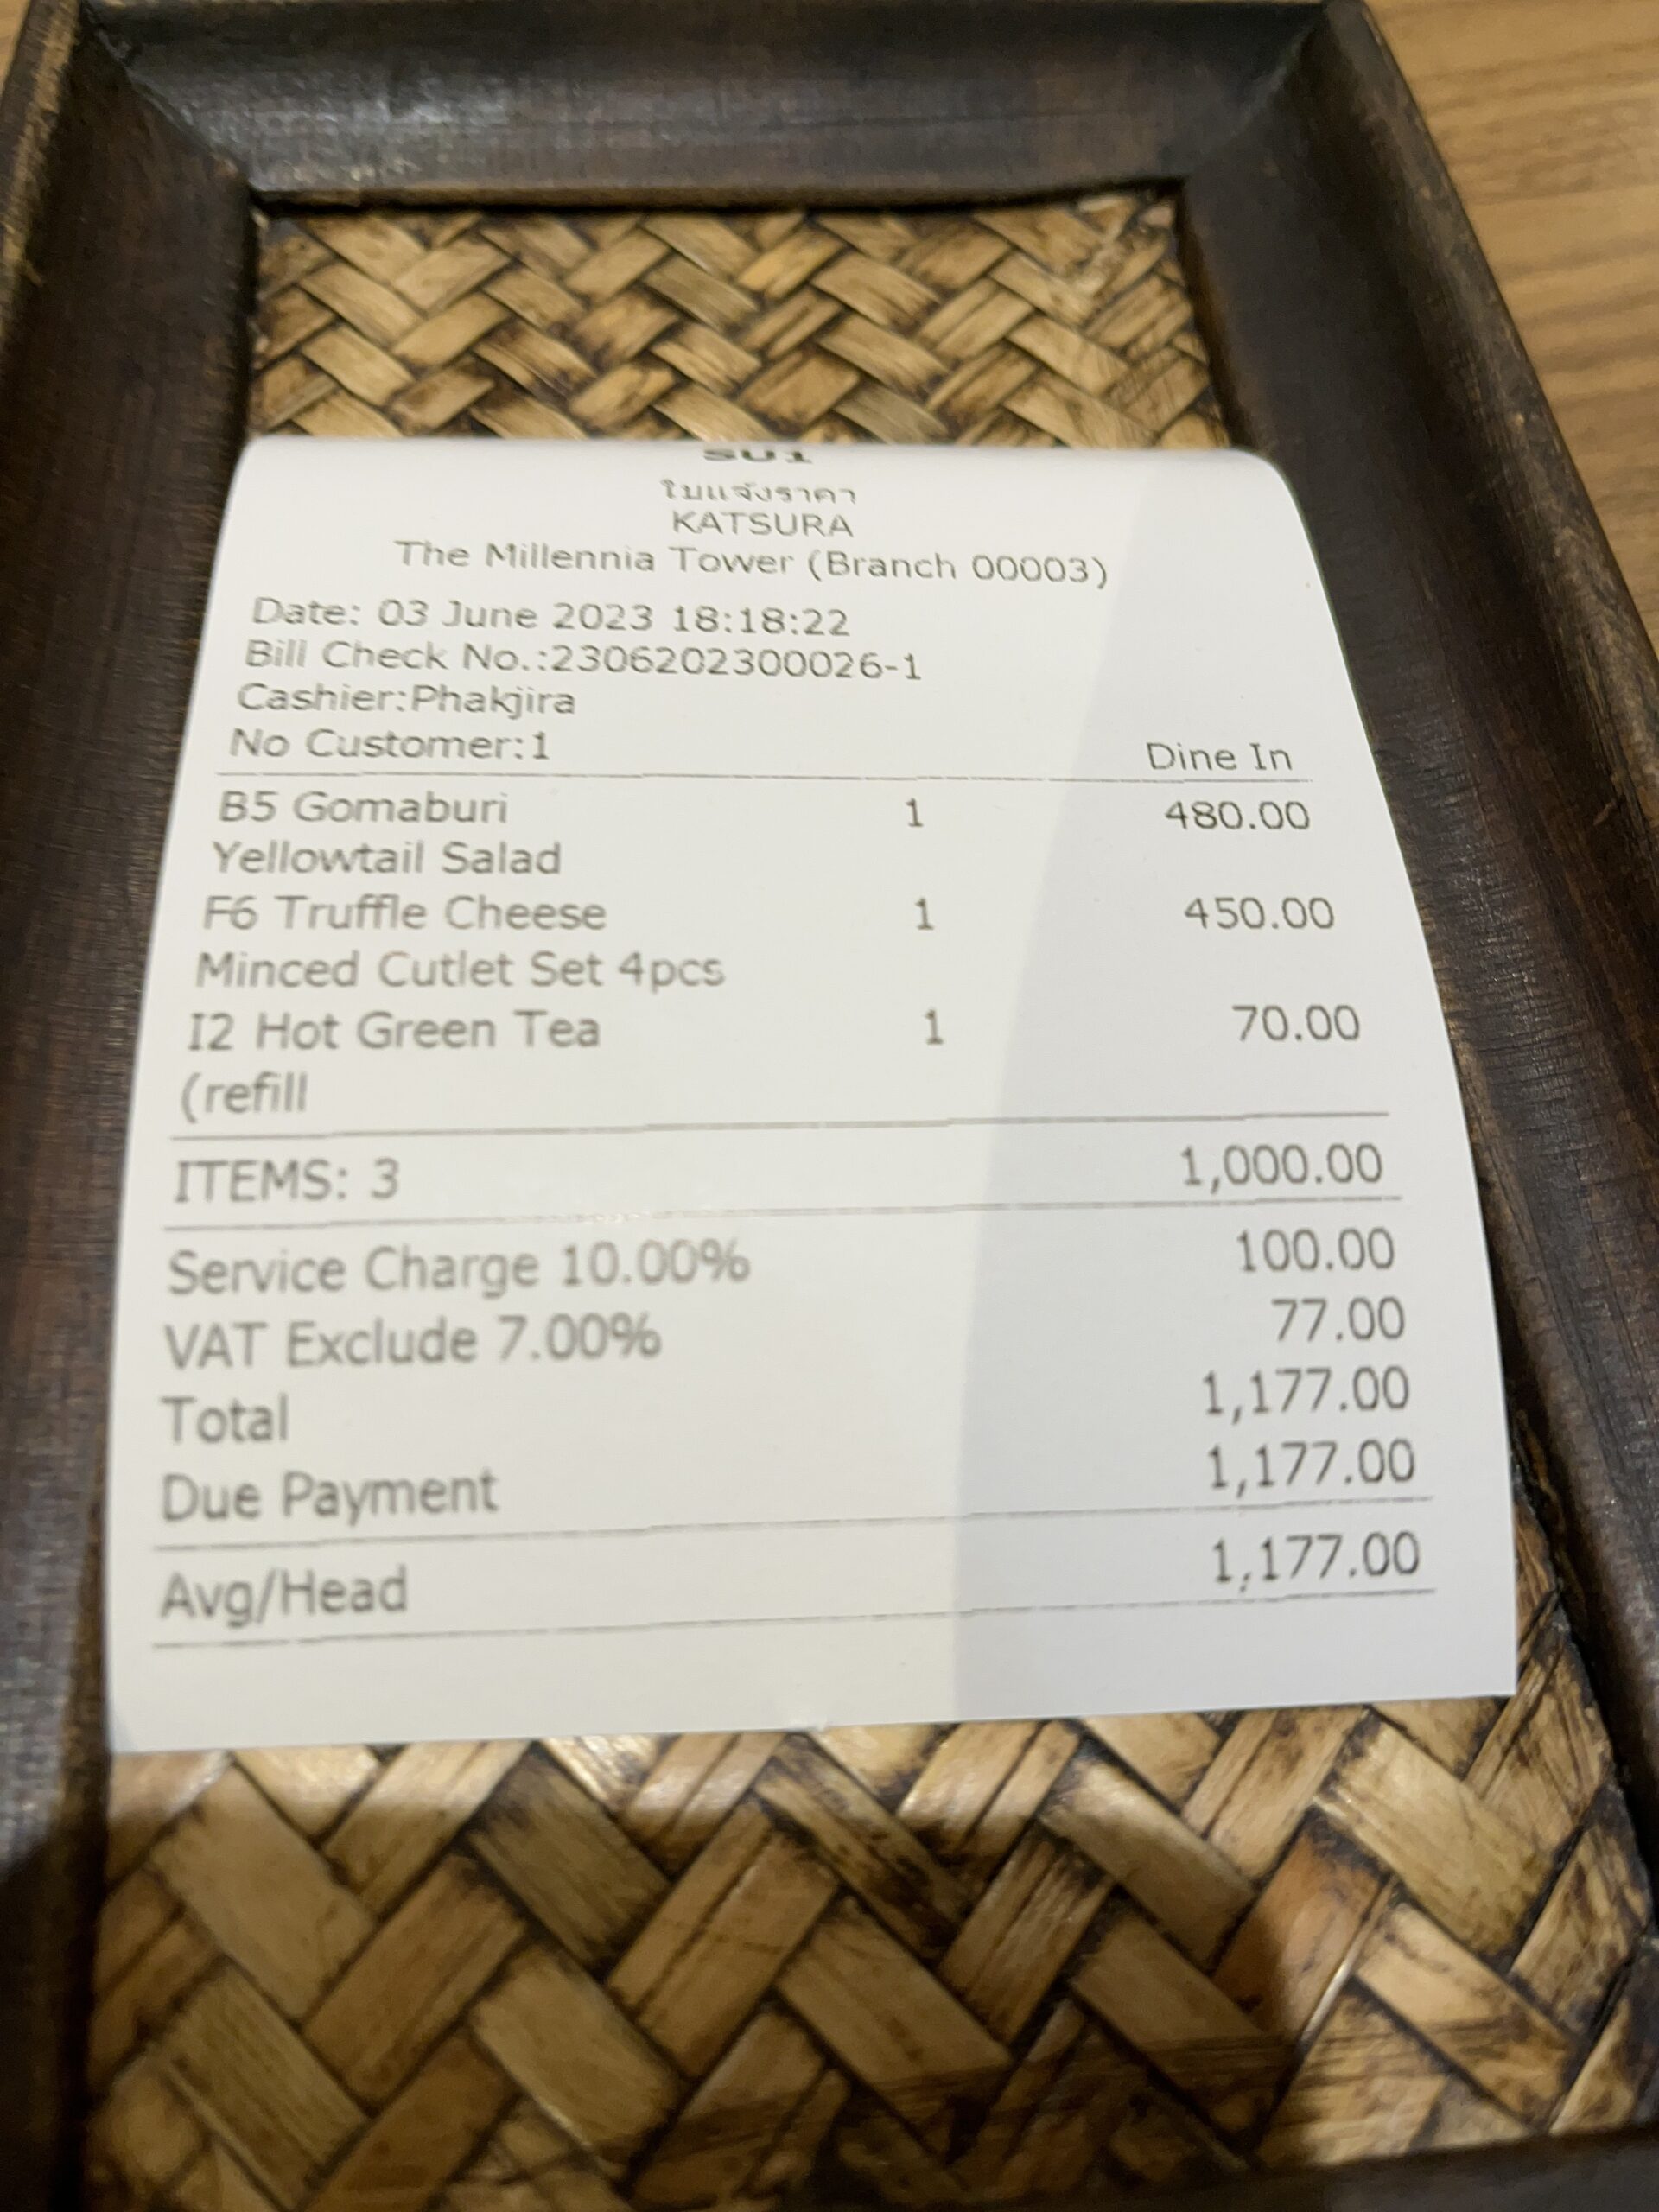 ใบแจ้งราคา
KATSURA
The Millennia Tower (Branch 00003)
Date: 03 June 2023 18:18:22
Bill Check No.:2306202300026-1
Cashier:Phakjira
No Customer:1 Dine In
B5 Gomaburi 1 480.00
Yellowtail Salad
F6 Truffle Cheese 1 450.00
Minced Cutlet Set 4pcs
I2 Hot Green Tea 1 70.00
(refill
ITEMS: 3 1,000.00
Service Charge 10.00% 100.00
VAT Exclude 7.00% 77.00
Total 1,177.00
Due Payment 1,177.00
Avg/Head 1,177.00